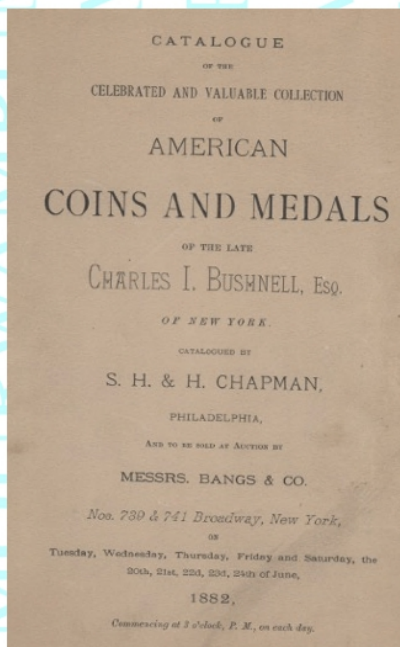 CATALOGUE
OF THE
CELEBRATED AND VALUABLE COLLECTION
OF
AMERICAN
COINS AND MEDALS
OF THE LATE
CHARLES I. BUSHNELL, ESQ.
OF NEW YORK.
CATALOGUED BY
S. H. & H. CHAPMAN,
PHILADELPHIA,
AND TO BE SOLD AT AUCTION BY
MESSRS. BANGS & CO.
Nos. 739 & 741 Broadway, New York,
ON
Tuesday, Wednesday, Thursday, Friday and Saturday, the
20th, 21st, 22d, 23d, 24th of June,
1882,
Commencing at 2 o'clock, P. M., on each day.